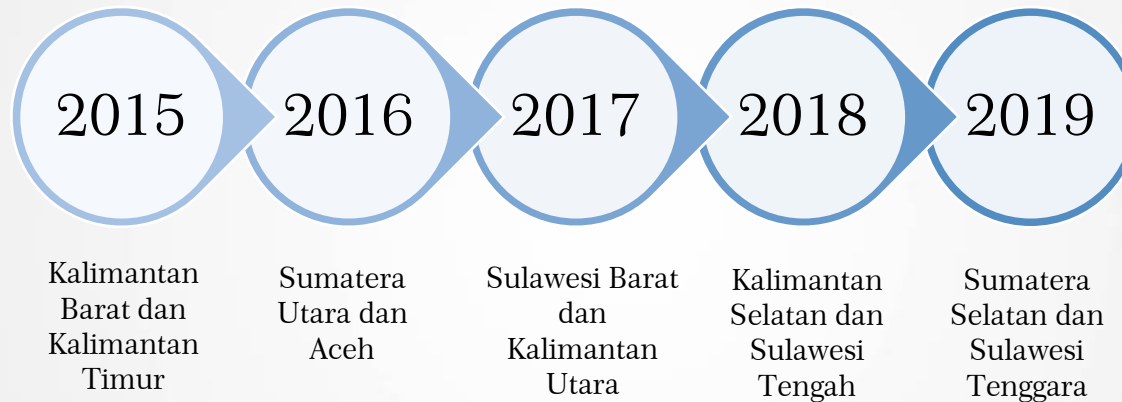 2015
2016
2017
2018
2019
Kalimantan
Barat dan
Kalimantan
Timur
Sumatera
Utara dan
Aceh
Sulawesi Barat
dan
Kalimantan
Utara
Kalimantan
Selatan dan
Sulawesi
Tengah
Sumatera
Selatan dan
Sulawesi
Tenggara